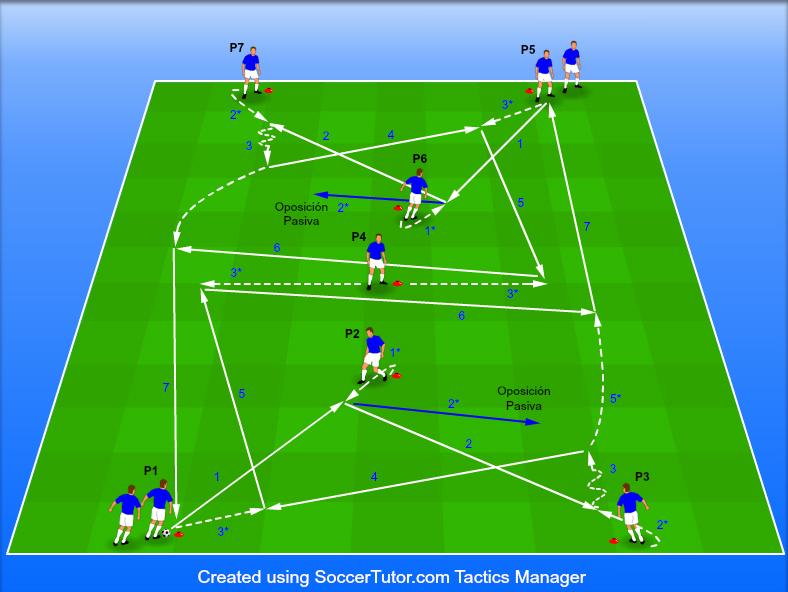 P7
P5
3*
2*
2
4
3
1
P6
5
Oposición
Pasiva
2*
1*
7
P4
6
3*
3*
6
P2
1*
7
5
Oposición
Pasiva
2*
5*
2
P1
1
4
3
P3
3*
2*
Created using SoccerTutor.com Tactics Manager